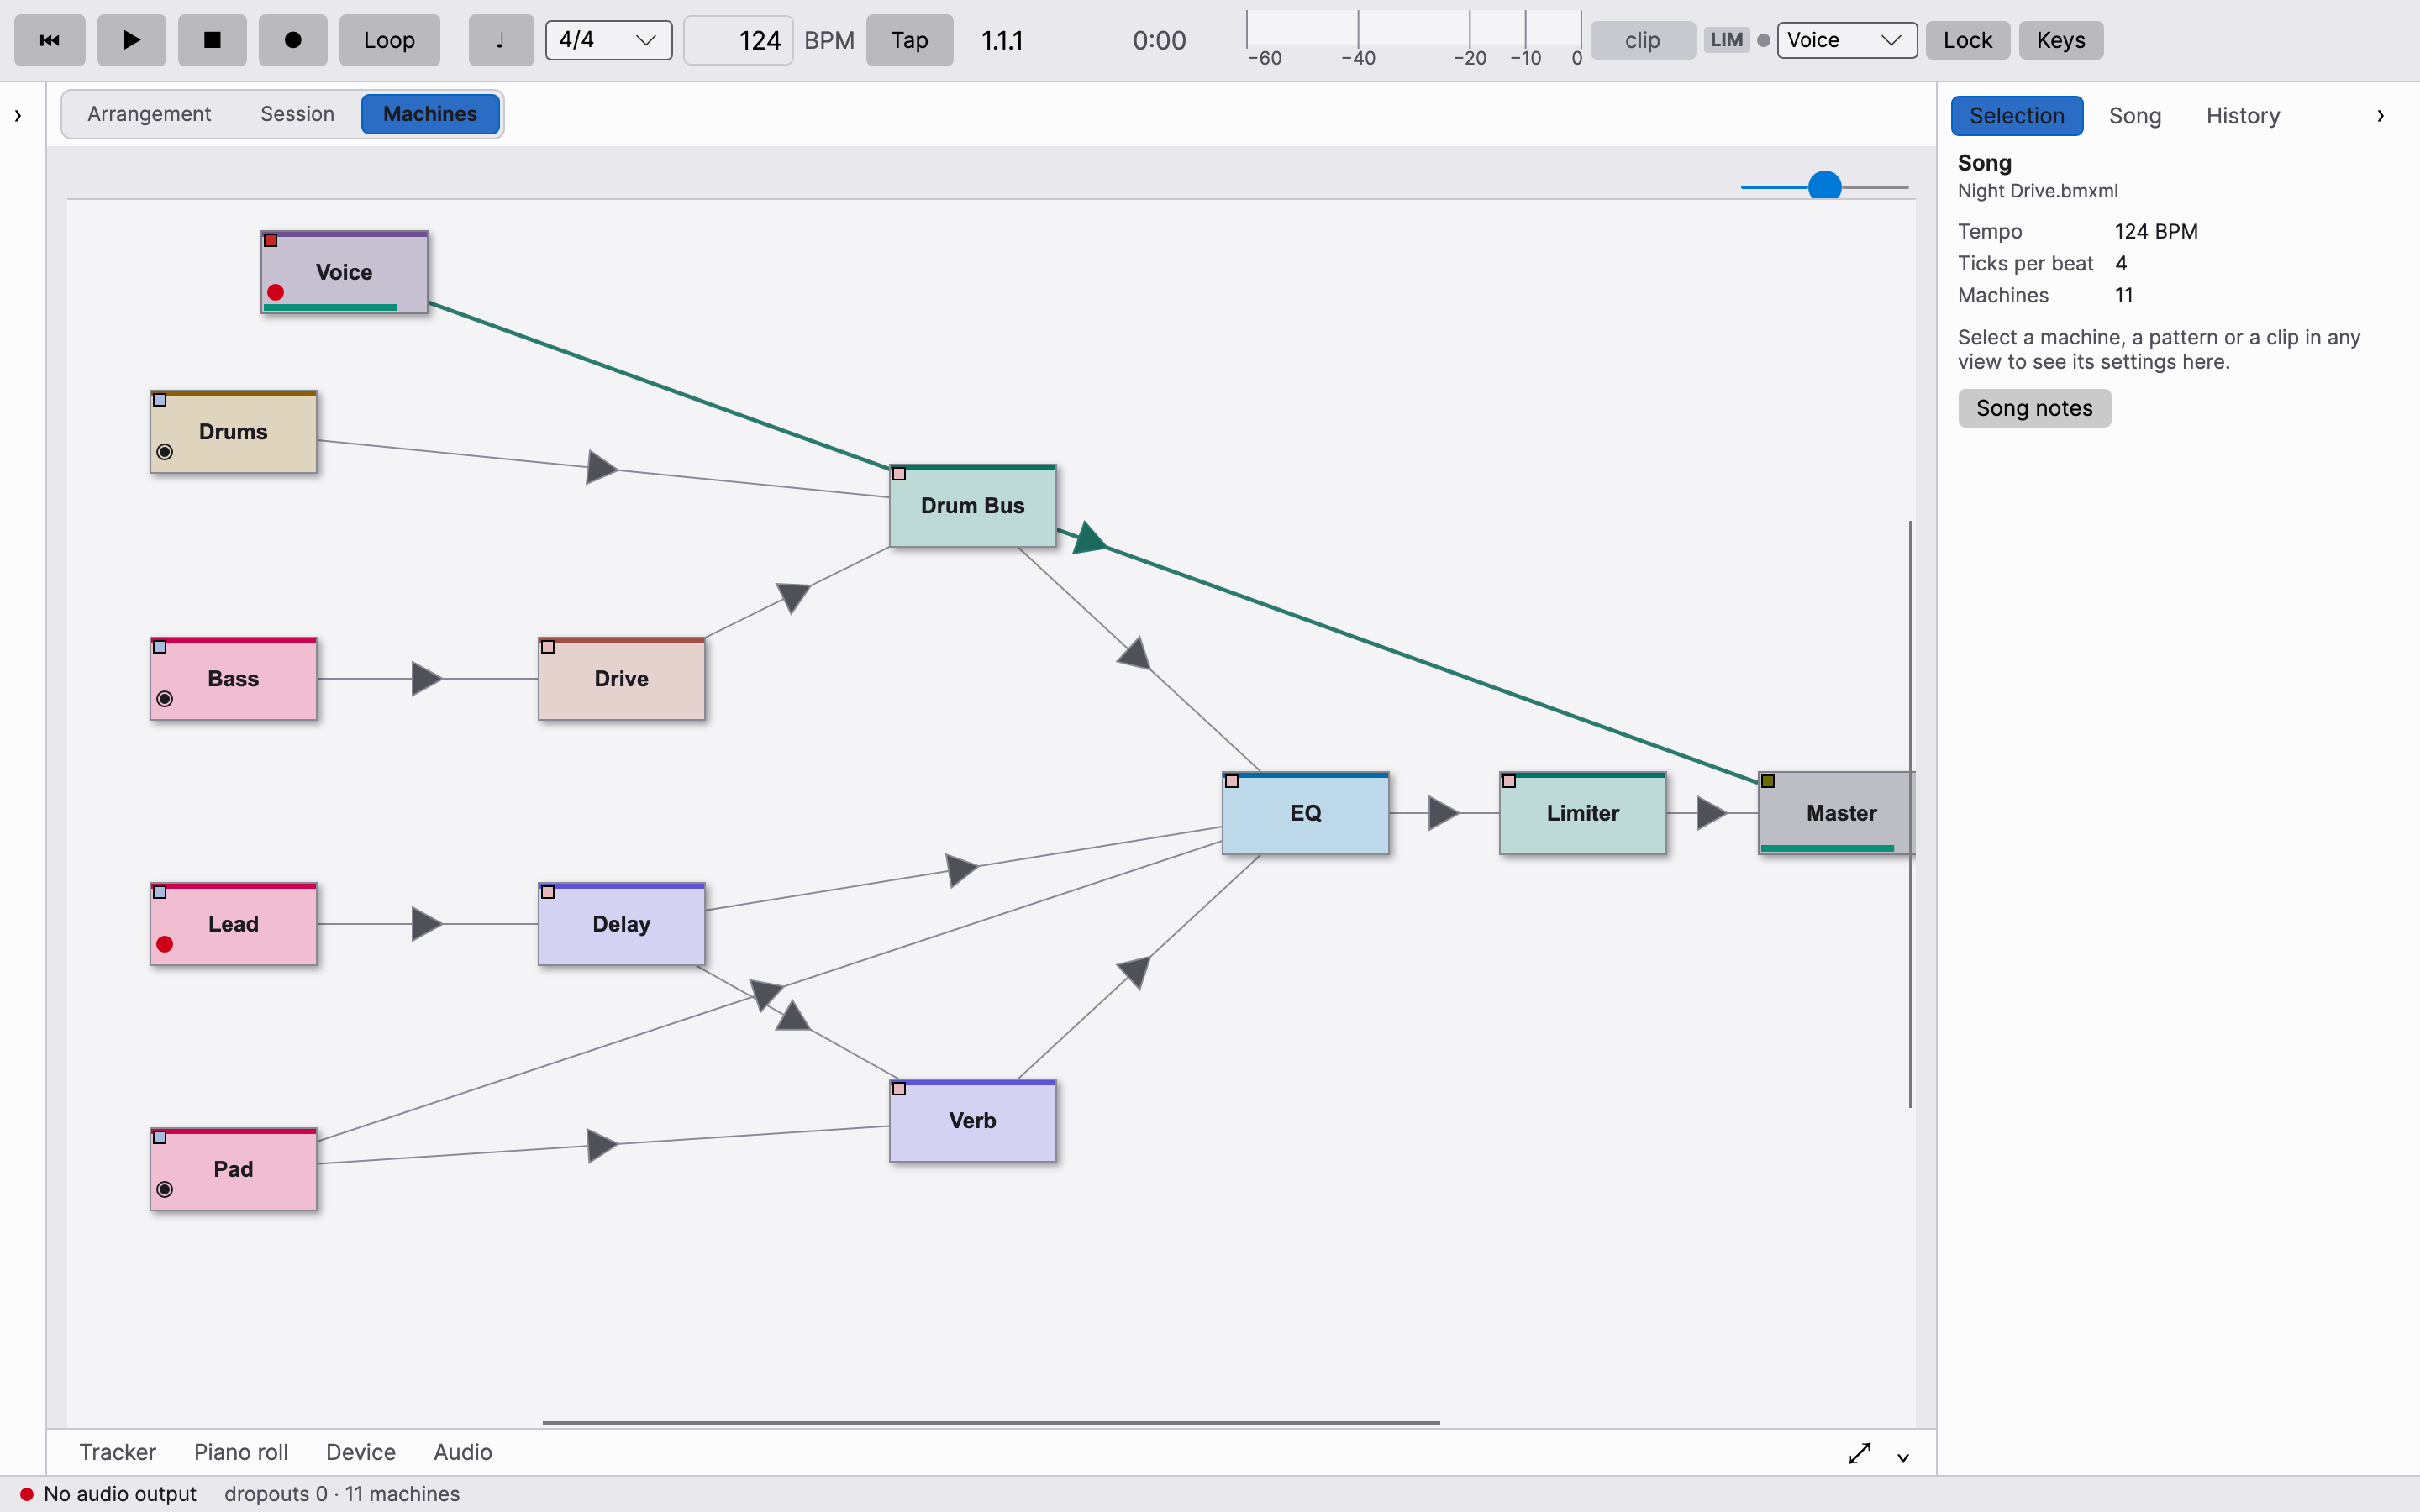 Loop
4/4
124 BPM
Tap
1.1.1
0:00
−60 −40 −20 −10 0
clip
LIM
Voice
Lock
Keys
Arrangement Session Machines
Selection Song History
Song
Night Drive.bmxml
Tempo 124 BPM
Ticks per beat 4
Machines 11
Select a machine, a pattern or a clip in any
view to see its settings here.
Song notes
Voice
Drums
Drum Bus
Bass
Drive
EQ
Limiter
Master
Lead
Delay
Verb
Pad
Tracker Piano roll Device Audio
No audio output dropouts 0 · 11 machines